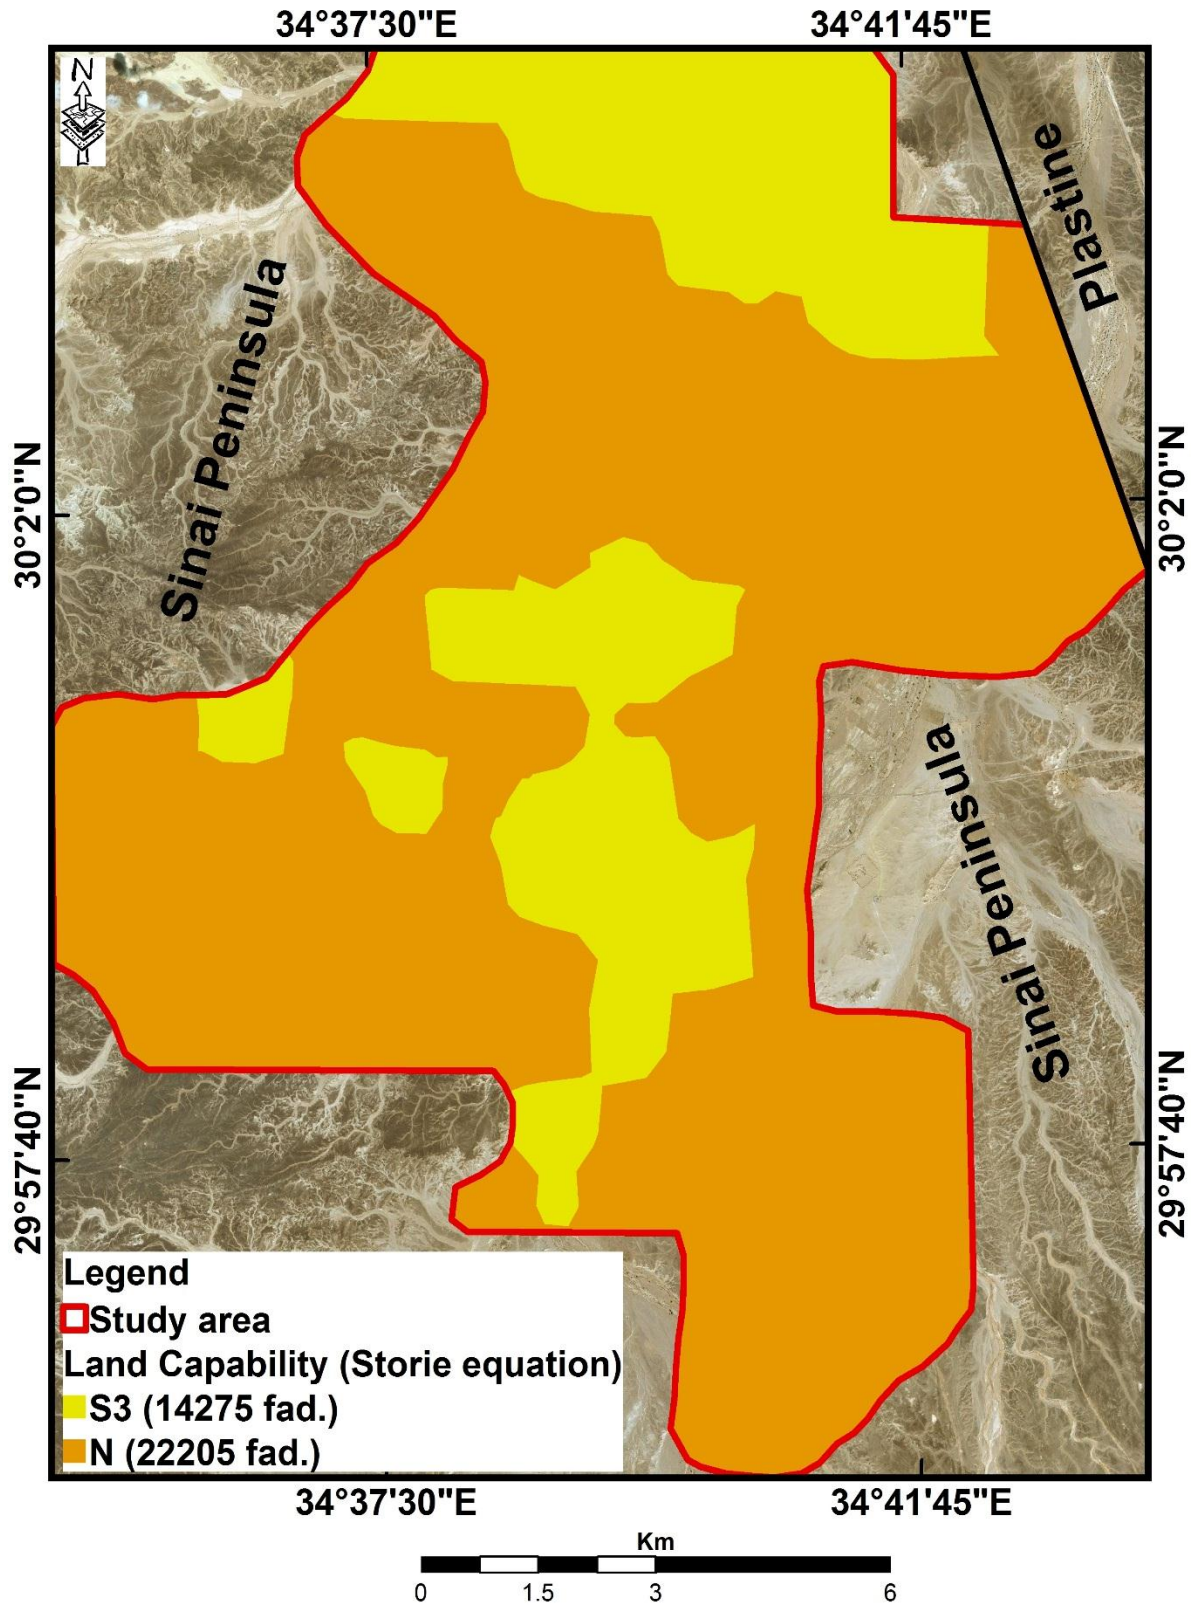 34°37'30"E
34°41'45"E
N
Plastine
Sinai Peninsula
30°2'0"N
30°2'0"N
Sinai Peninsula
29°57'40"N
29°57'40"N
Legend
Study area
Land Capability (Storie equation)
S3 (14275 fad.)
N (22205 fad.)
34°37'30"E
34°41'45"E
Km
0 1.5 3 6